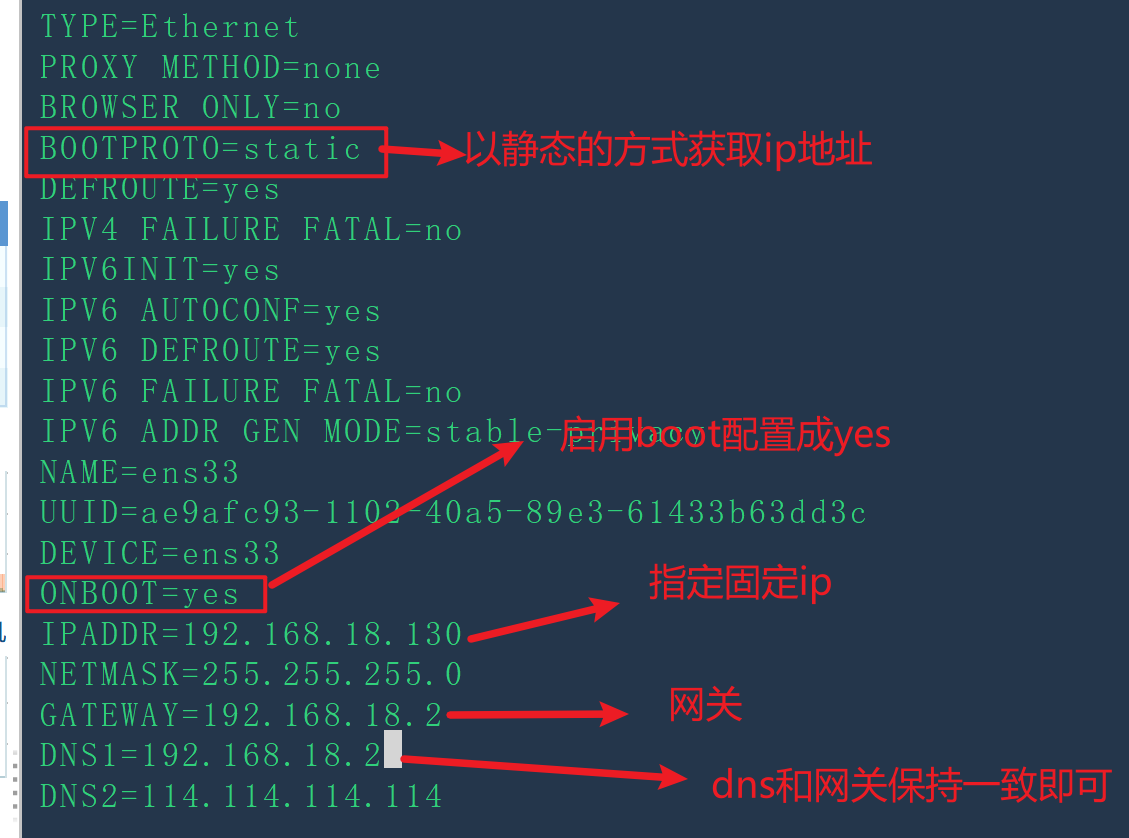 TYPE=Ethernet
PROXY METHOD=none
BROWSER ONLY=no
BOOTPROTO=static 以静态的方式获取ip地址
DEFROUTE=yes
IPV4 FAILURE FATAL=no
IPV6INIT=yes
IPV6 AUTOCONF=yes
IPV6 DEFROUTE=yes
IPV6 FAILURE FATAL=no
IPV6 ADDR GEN MODE=stable-privacy
启用boot配置成yes
NAME=ens33
UUID=ae9afc93-1102-40a5-89e3-61433b63dd3c
DEVICE=ens33
ONBOOT=yes
指定固定ip
IPADDR=192.168.18.130
NETMASK=255.255.255.0
GATEWAY=192.168.18.2 网关
DNS1=192.168.18.2
dns和网关保持一致即可
DNS2=114.114.114.114